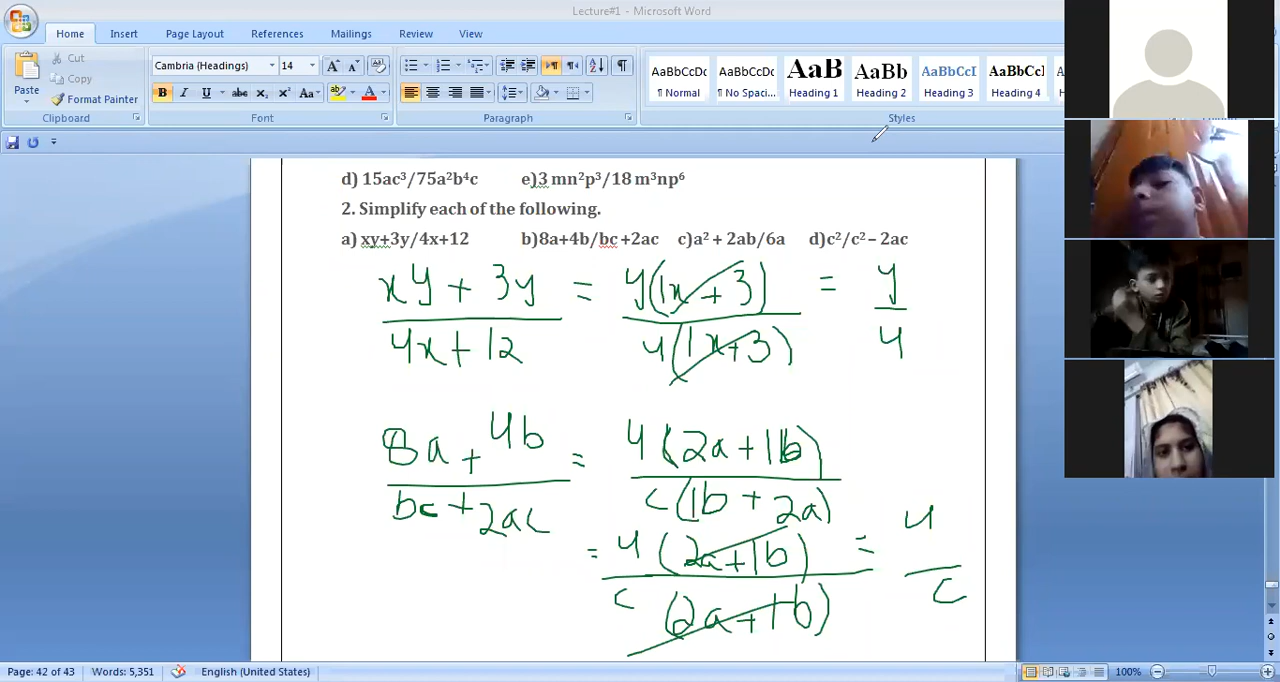 Lecture#1 - Microsoft Word
Home Insert Page Layout References Mailings Review View
Cut
Copy
Format Painter
Paste
Clipboard
Cambria (Headings) 14
B I U abc X₂ X² Aa
Font
Paragraph
AaBbCcDc AaBbCcDc AaB AaBb AaBbCcI AaBbCcI
¶ Normal ¶ No Spaci... Heading 1 Heading 2 Heading 3 Heading 4
Styles
d) 15ac³/75a²b⁴c e)3 mn²p³/18 m³np⁶
2. Simplify each of the following.
a) xy+3y/4x+12 b)8a+4b/bc +2ac c)a² + 2ab/6a d)c²/c² – 2ac
xy + 3y = y(1x + 3) = y
4x + 12 4(1x+3) 4
8a + 4b = 4(2a+1b)
bc + 2ac c(1b + 2a)
= 4(2a+1b) = 4
c(2a+1b) c
Page: 42 of 43 Words: 5,351 English (United States) 100%